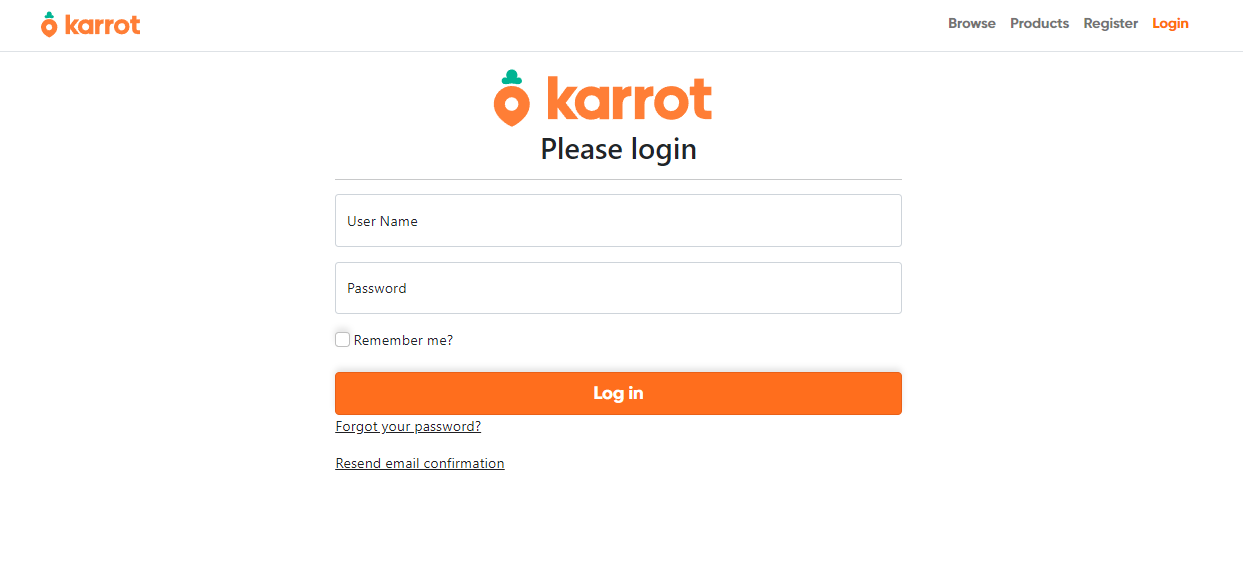 karrot
Browse Products Register Login
karrot
Please login
User Name
Password
Remember me?
Log in
Forgot your password?
Resend email confirmation